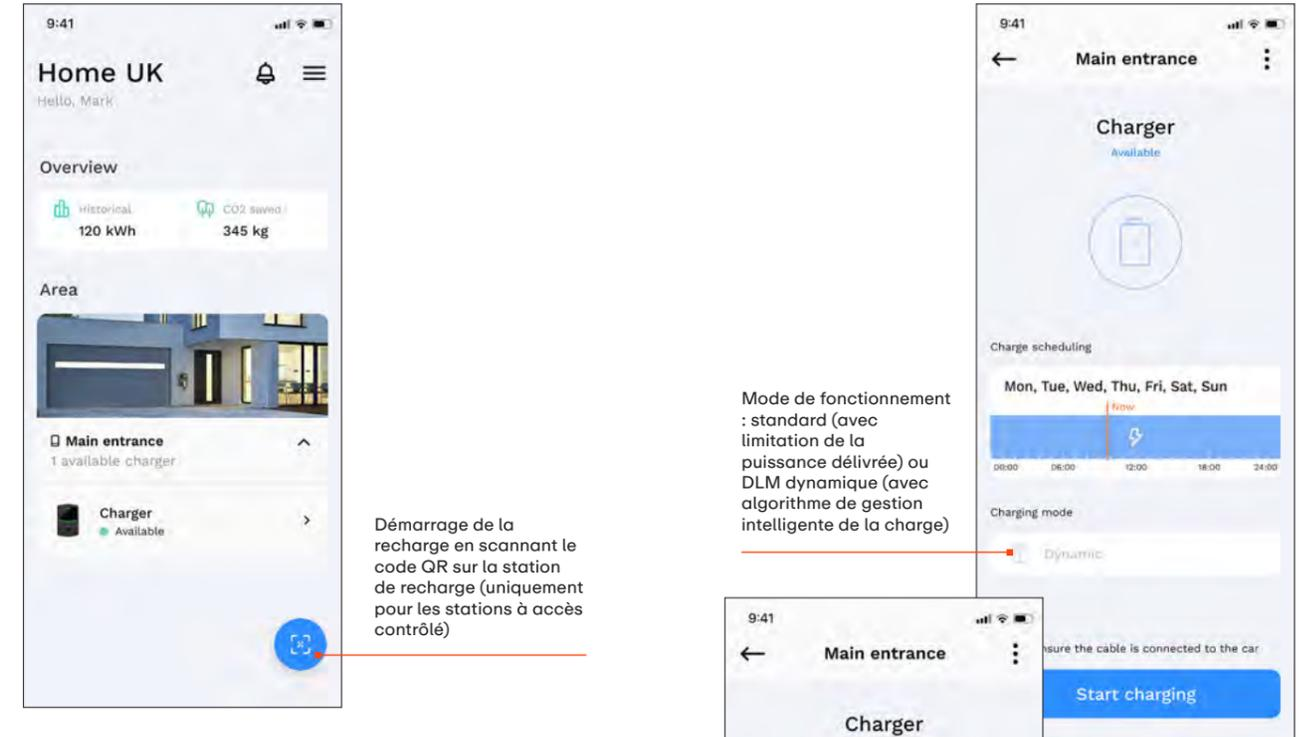 9:41
Home UK
Hello, Mark
Overview
Historical
120 kWh
CO2 saved
345 kg
Area
Main entrance
1 available charger
Charger
Available
Démarrage de la
recharge en scannant le
code QR sur la station
de recharge (uniquement
pour les stations à accès
contrôlé)
Mode de fonctionnement
: standard (avec
limitation de la
puissance délivrée) ou
DLM dynamique (avec
algorithme de gestion
intelligente de la charge)
9:41
Main entrance
Charger
Available
Charge scheduling
Mon, Tue, Wed, Thu, Fri, Sat, Sun
Now
00:00 06:00 12:00 18:00 24:00
Charging mode
Dynamic
the cable is connected to the car
Start charging
9:41
Main entrance
Charger